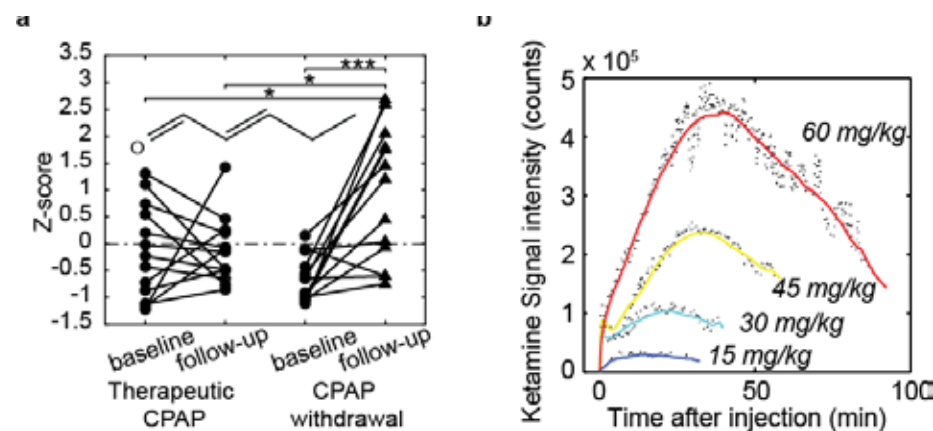 a
3.5
3
2.5
2
1.5
1
0.5
0
-0.5
-1
-1.5
Z-score
***
*
*
O
baseline
follow-up
baseline
follow-up
Therapeutic
CPAP
CPAP
withdrawal
b
x 10⁵
5
4
3
2
1
0
Ketamine Signal intensity (counts)
60 mg/kg
45 mg/kg
30 mg/kg
15 mg/kg
0
50
100
Time after injection (min)